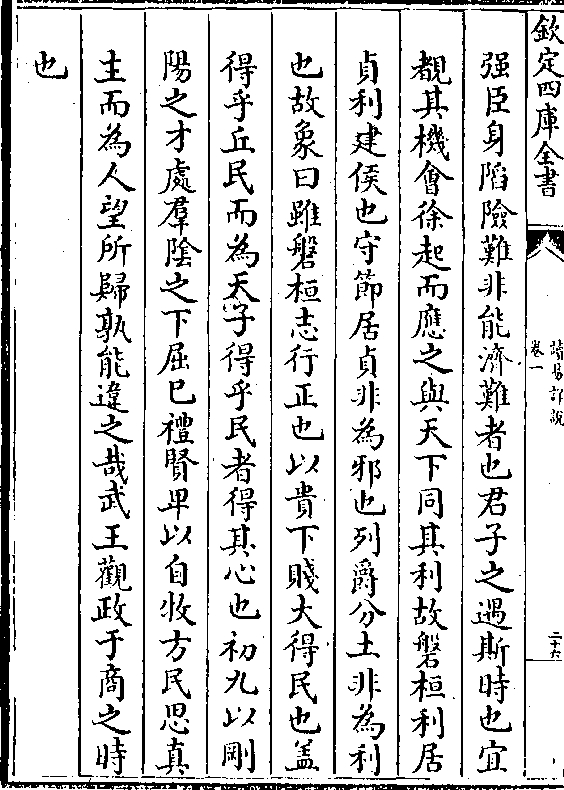 欽定四庫全書
讀易詳說
卷一
二十六
强臣身陷險難非能濟難者也君子之遇斯時也宜
覩其機會徐起而應之與天下同其利故磐桓利居
貞利建侯也守節居貞非為邪也列爵分土非為利
也故象曰雖磐桓志行正也以貴下賤大得民也盖
得乎丘民而為天子得乎民者得其心也初九以剛
陽之才處羣隂之下屈已禮賢卑以自牧方民思真
主而為人望所歸孰能違之哉武王觀政于商之時
也